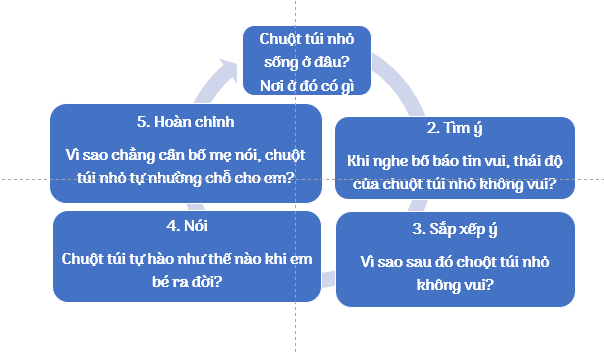 Chuột túi nhỏ
sống ở đâu?
Nơi ở đó có gì
2. Tìm ý
Khi nghe bố báo tin vui, thái độ
của chuột túi nhỏ không vui?
3. Sắp xếp ý
Vì sao sau đó choột túi nhỏ
không vui?
4. Nói
Chuột túi tự hào như thế nào khi em
bé ra đời?
5. Hoàn chỉnh
Vì sao chẳng cần bố mẹ nói, chuột
túi nhỏ tự nhường chỗ cho em?